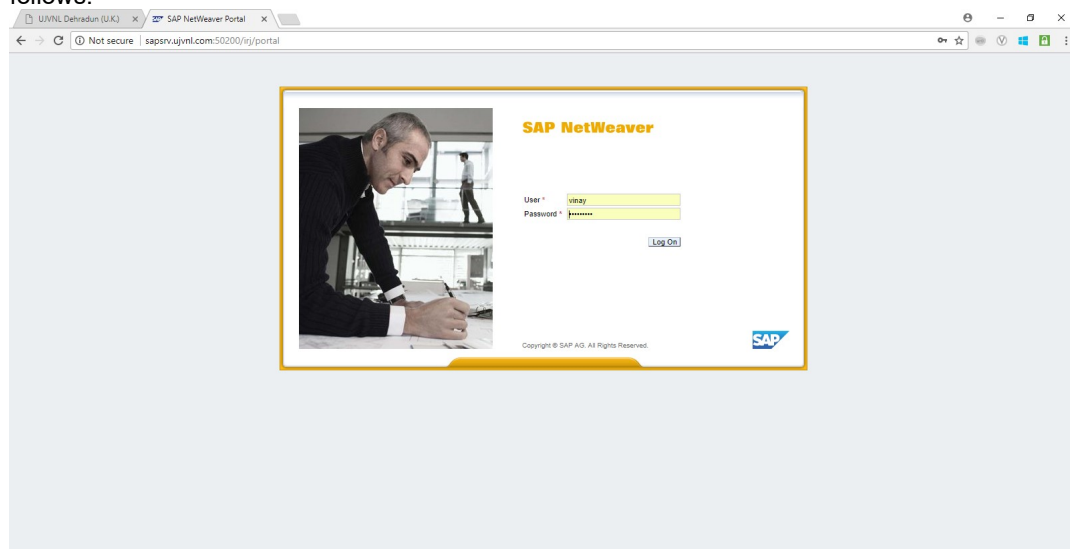 follows:
UJVNL Dehradun (U.K.) SAP NetWeaver Portal
Not secure | sapsrv.ujvnl.com:50200/irj/portal
SAP NetWeaver
User * vinay
Password * •••••••••
Log On
Copyright © SAP AG. All Rights Reserved.
SAP